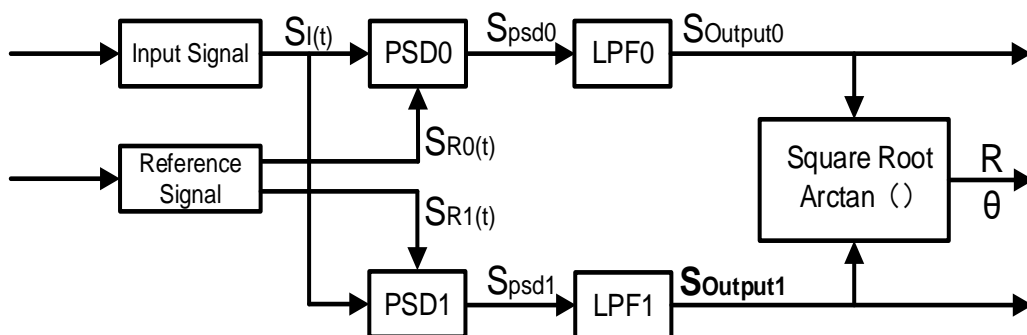 Input Signal
SI(t)
PSD0
Spsd0
LPF0
SOutput0
Reference
Signal
SR0(t)
SR1(t)
Square Root
Arctan（）
R
θ
PSD1
Spsd1
LPF1
SOutput1